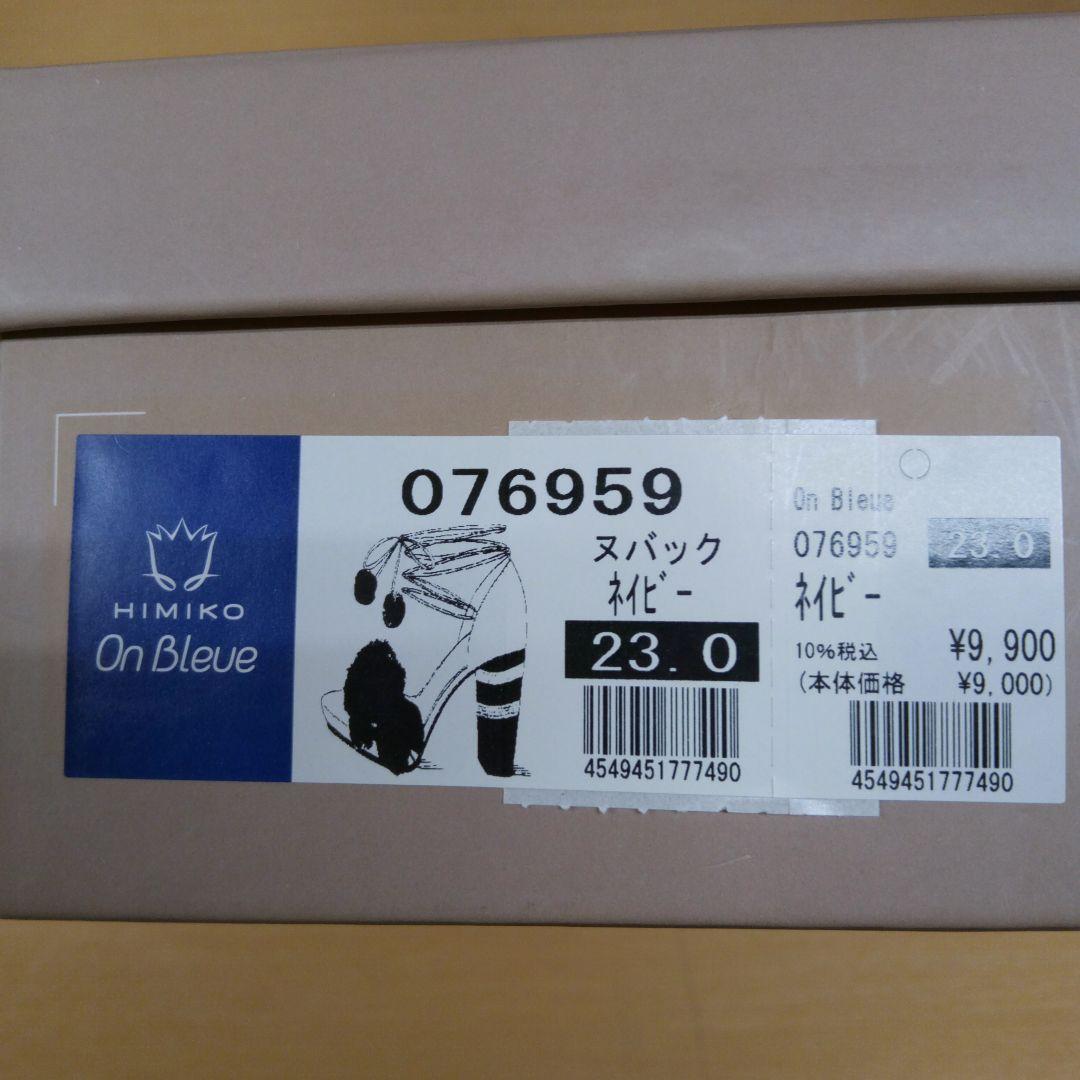 HIMIKO
On Bleue
076959
ヌバック
ﾈｲﾋﾞｰ
23.0
4549451777490
On Bleue
076959
23.0
ﾈｲﾋﾞｰ
10%税込 ¥9,900
(本体価格 ¥9,000)
4549451777490